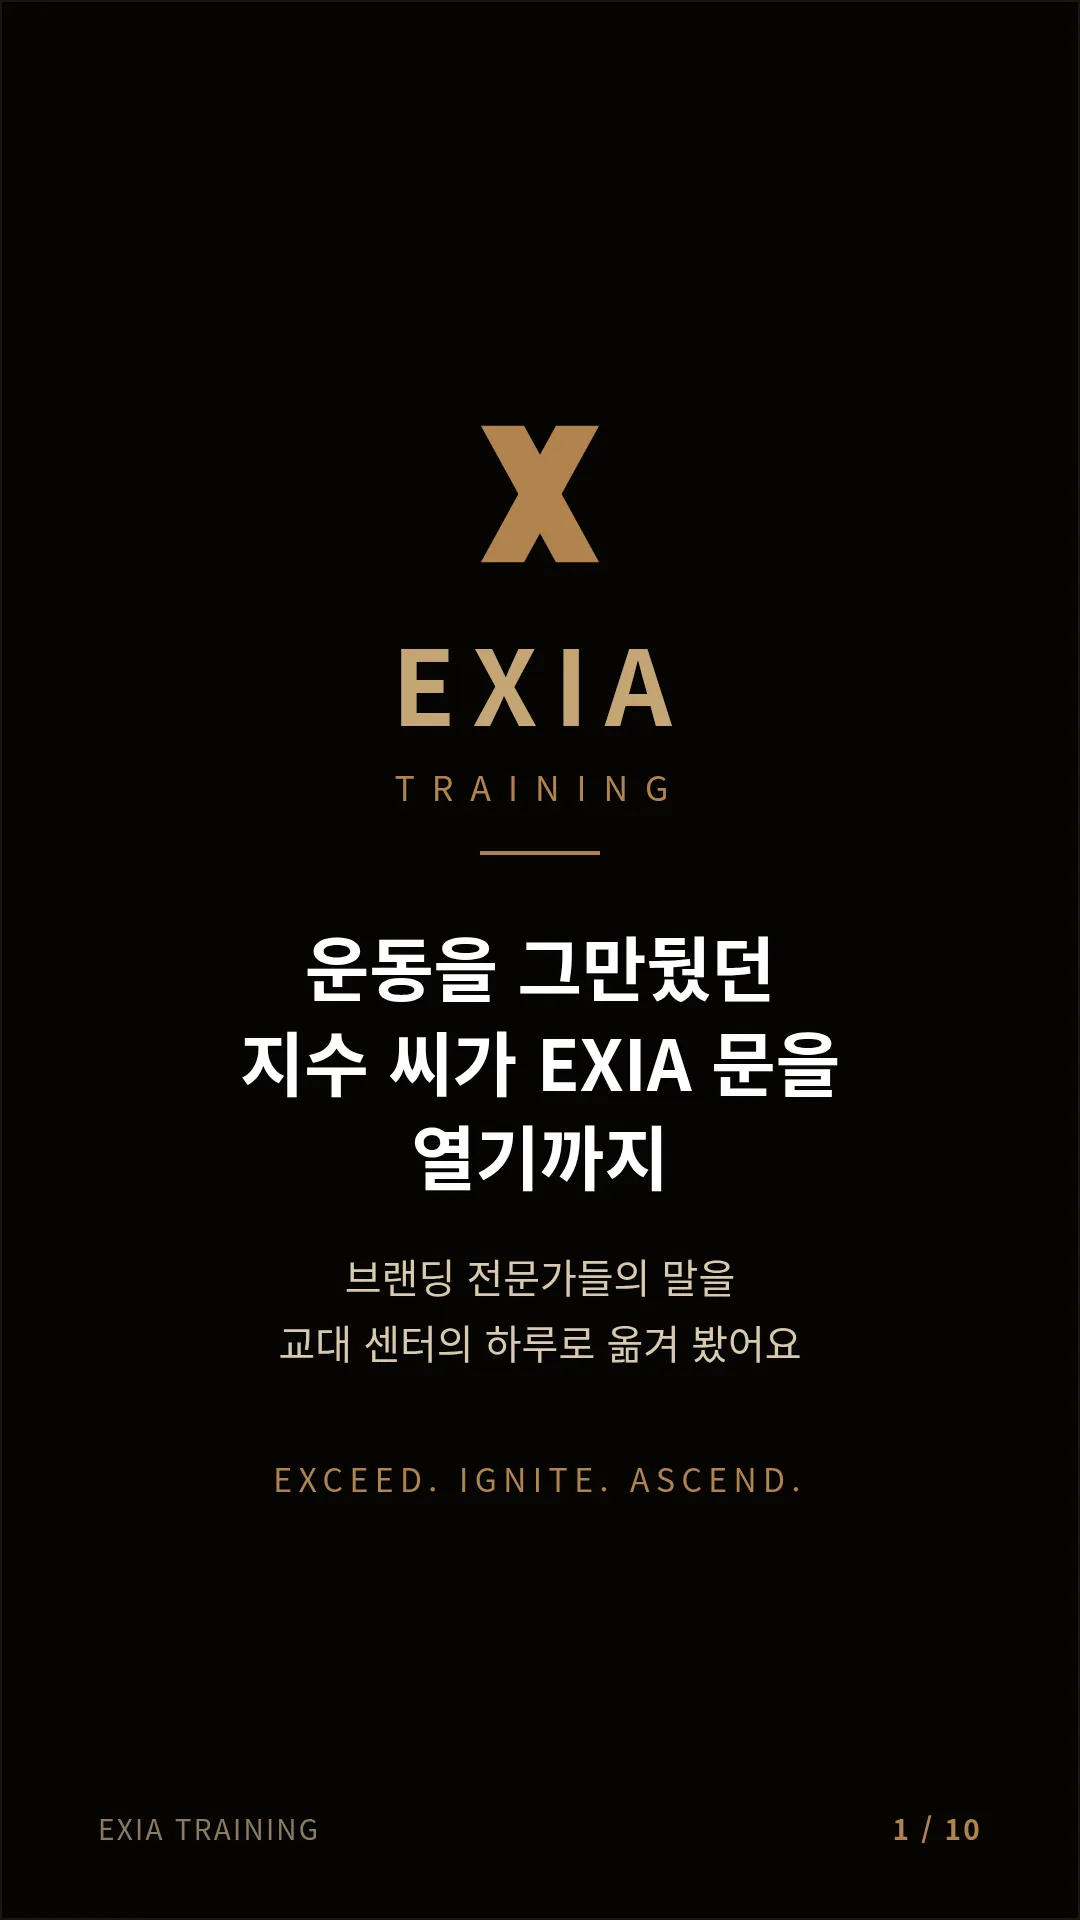 X
EXIA
TRAINING
운동을 그만뒀던
지수 씨가 EXIA 문을
열기까지
브랜딩 전문가들의 말을
교대 센터의 하루로 옮겨 봤어요
EXCEED. IGNITE. ASCEND.
EXIA TRAINING
1 / 10